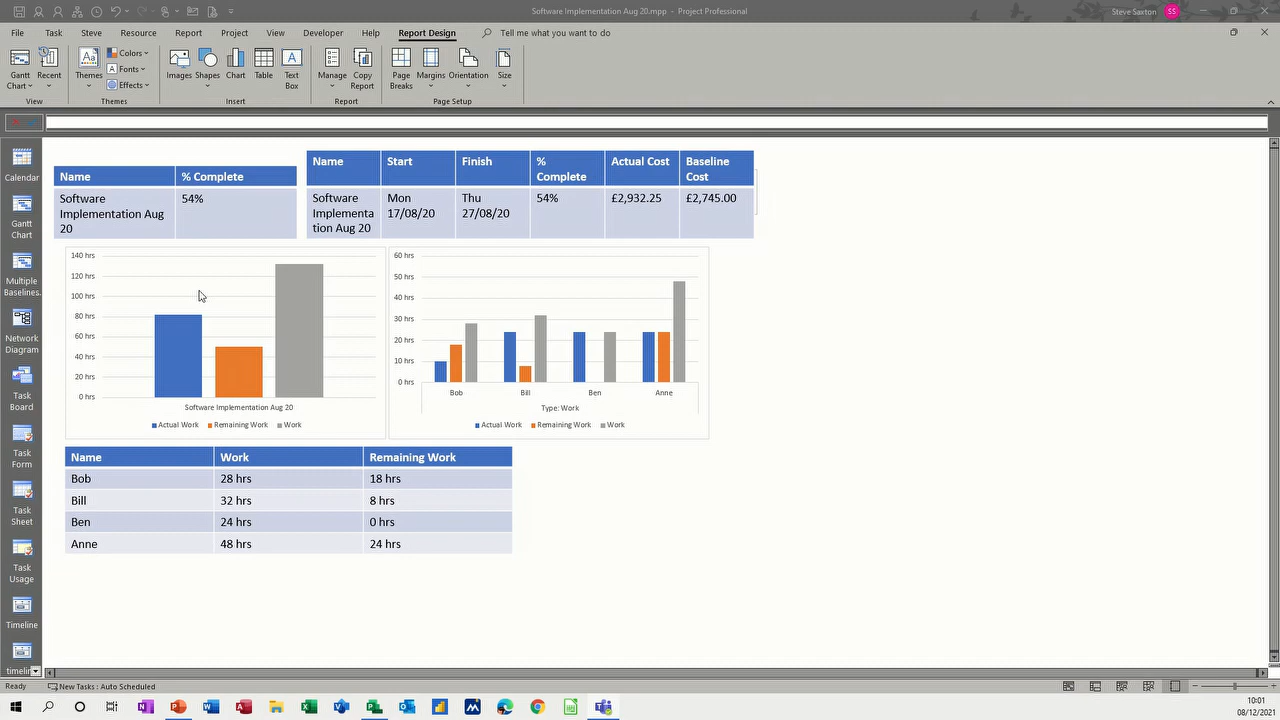 Software Implementation Aug 20.mpp - Project Professional
Steve Saxton SS
File Task Steve Resource Report Project View Developer Help Report Design Tell me what you want to do
Gantt Chart
Recent
Themes
Colors
Fonts
Effects
Images
Shapes
Chart
Table
Text Box
Manage
Copy Report
Page Breaks
Margins
Orientation
Size
View Themes Insert Report Page Setup
Calendar
Gantt
Chart
Multiple
Baselines.
Network
Diagram
Task
Board
Task
Form
Task
Sheet
Task
Usage
Timeline
Name % Complete
Software
Implementation Aug
20
54%
Name Start Finish %
Complete Actual Cost Baseline
Cost
Software
Implementa
tion Aug 20
Mon
17/08/20
Thu
27/08/20
54% £2,932.25 £2,745.00
140 hrs
120 hrs
100 hrs
80 hrs
60 hrs
40 hrs
20 hrs
0 hrs
Software Implementation Aug 20
Actual Work Remaining Work Work
60 hrs
50 hrs
40 hrs
30 hrs
20 hrs
10 hrs
0 hrs
Bob Bill Ben Anne
Type: Work
Actual Work Remaining Work Work
Name Work Remaining Work
Bob 28 hrs 18 hrs
Bill 32 hrs 8 hrs
Ben 24 hrs 0 hrs
Anne 48 hrs 24 hrs
Ready New Tasks : Auto Scheduled
10:01
08/12/2021